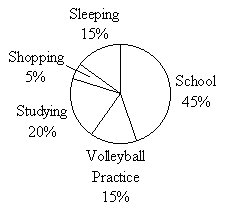 Sleeping
15%
Shopping
5%
School
45%
Studying
20%
Volleyball
Practice
15%